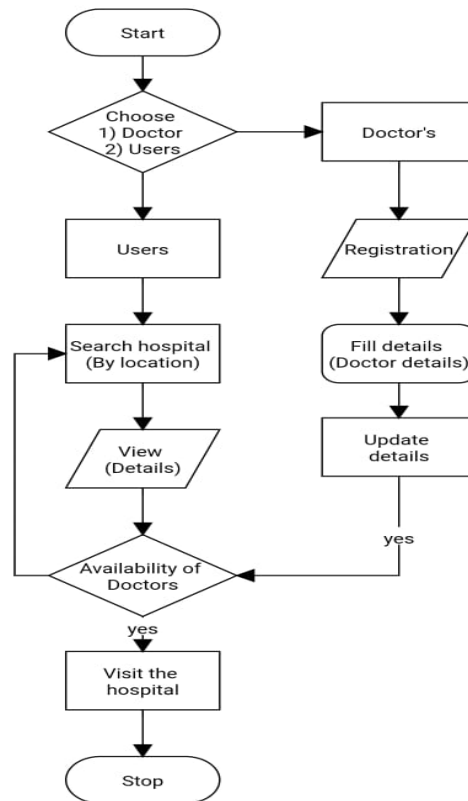 Start
Choose
1) Doctor
2) Users
Doctor's
Users
Registration
Search hospital
(By location)
Fill details
(Doctor details)
View
(Details)
Update
details
yes
Availability of
Doctors
yes
Visit the
hospital
Stop